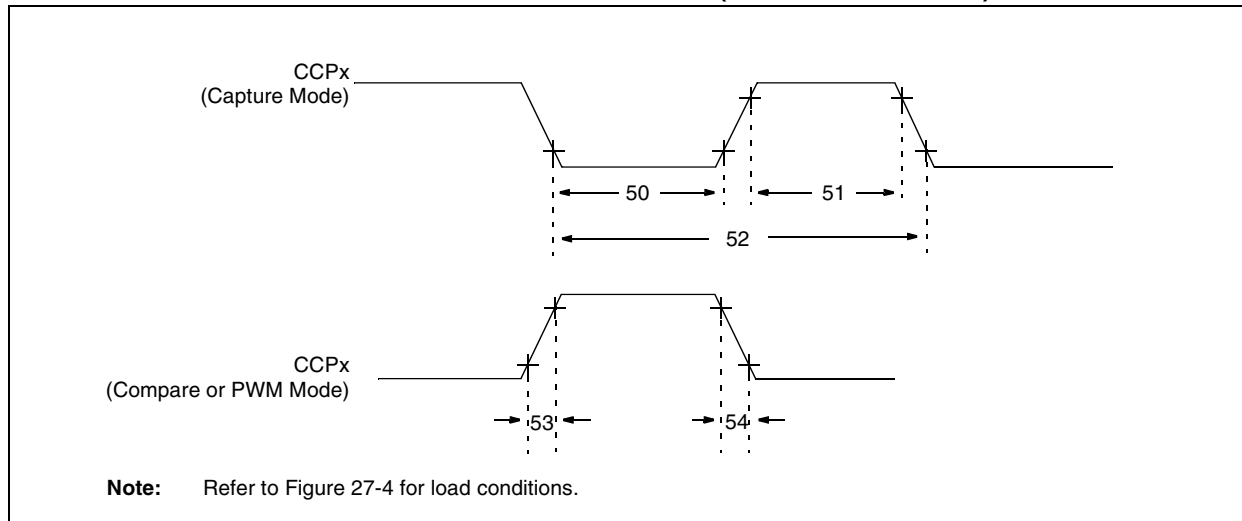 CCPx
(Capture Mode)
50
51
52
CCPx
(Compare or PWM Mode)
53
54
Note: Refer to Figure 27-4 for load conditions.